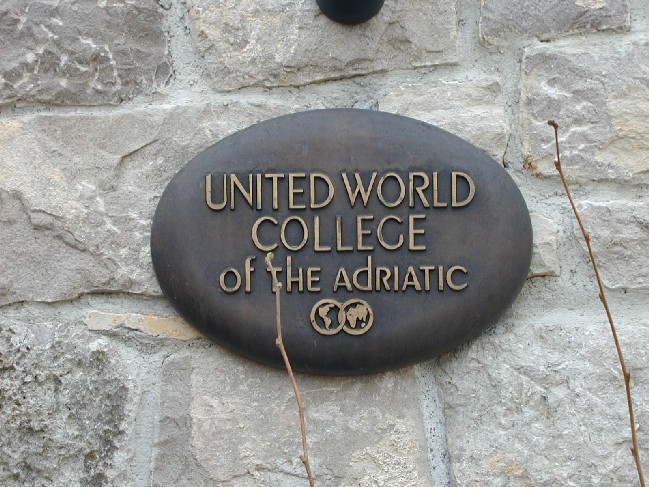 UNITED WORLD
COLLEGE
of the ADRIATIC